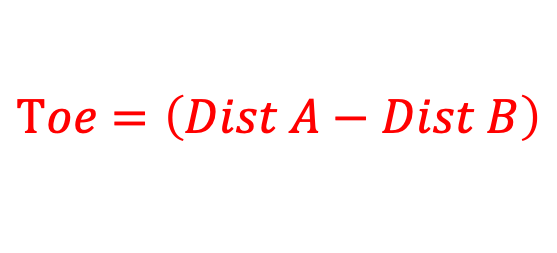 Toe = (Dist A − Dist B)